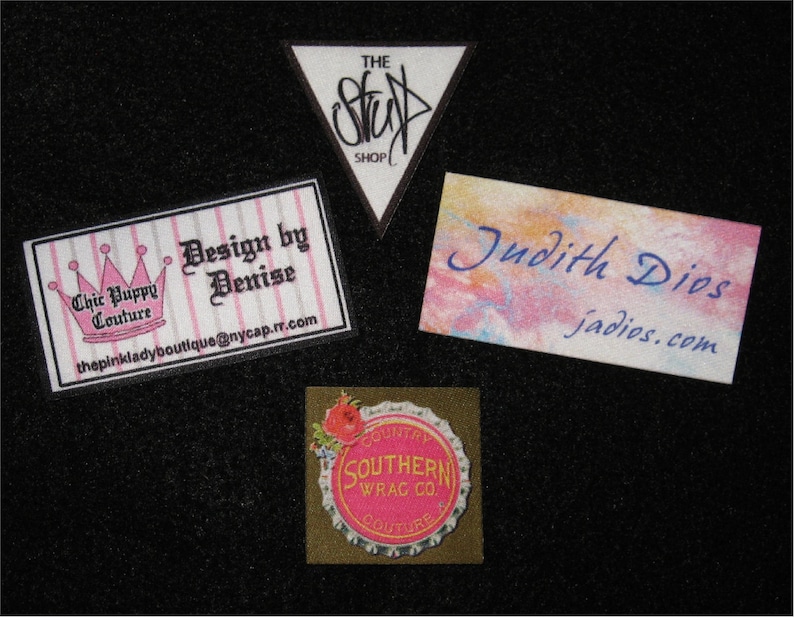 THE
Stux
SHOP
Chic Puppy
Couture
Design by
Denise
thepinkladyboutique@nycap.rr.com
Judith Dios
jadios.com
COUNTRY
SOUTHERN
WRAG CO.
COUTURE